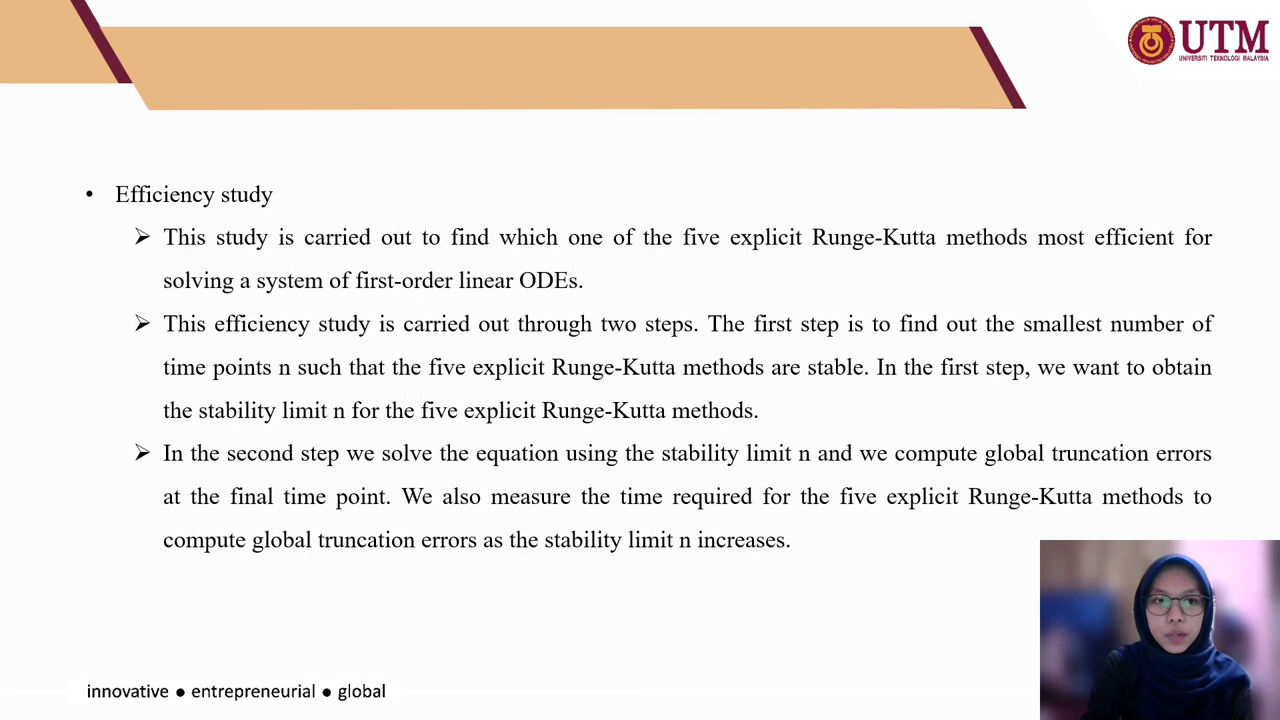 UTM
UNIVERSITI TEKNOLOGI MALAYSIA
• Efficiency study
➢ This study is carried out to find which one of the five explicit Runge-Kutta methods most efficient for
solving a system of first-order linear ODEs.
➢ This efficiency study is carried out through two steps. The first step is to find out the smallest number of
time points n such that the five explicit Runge-Kutta methods are stable. In the first step, we want to obtain
the stability limit n for the five explicit Runge-Kutta methods.
➢ In the second step we solve the equation using the stability limit n and we compute global truncation errors
at the final time point. We also measure the time required for the five explicit Runge-Kutta methods to
compute global truncation errors as the stability limit n increases.
innovative ● entrepreneurial ● global